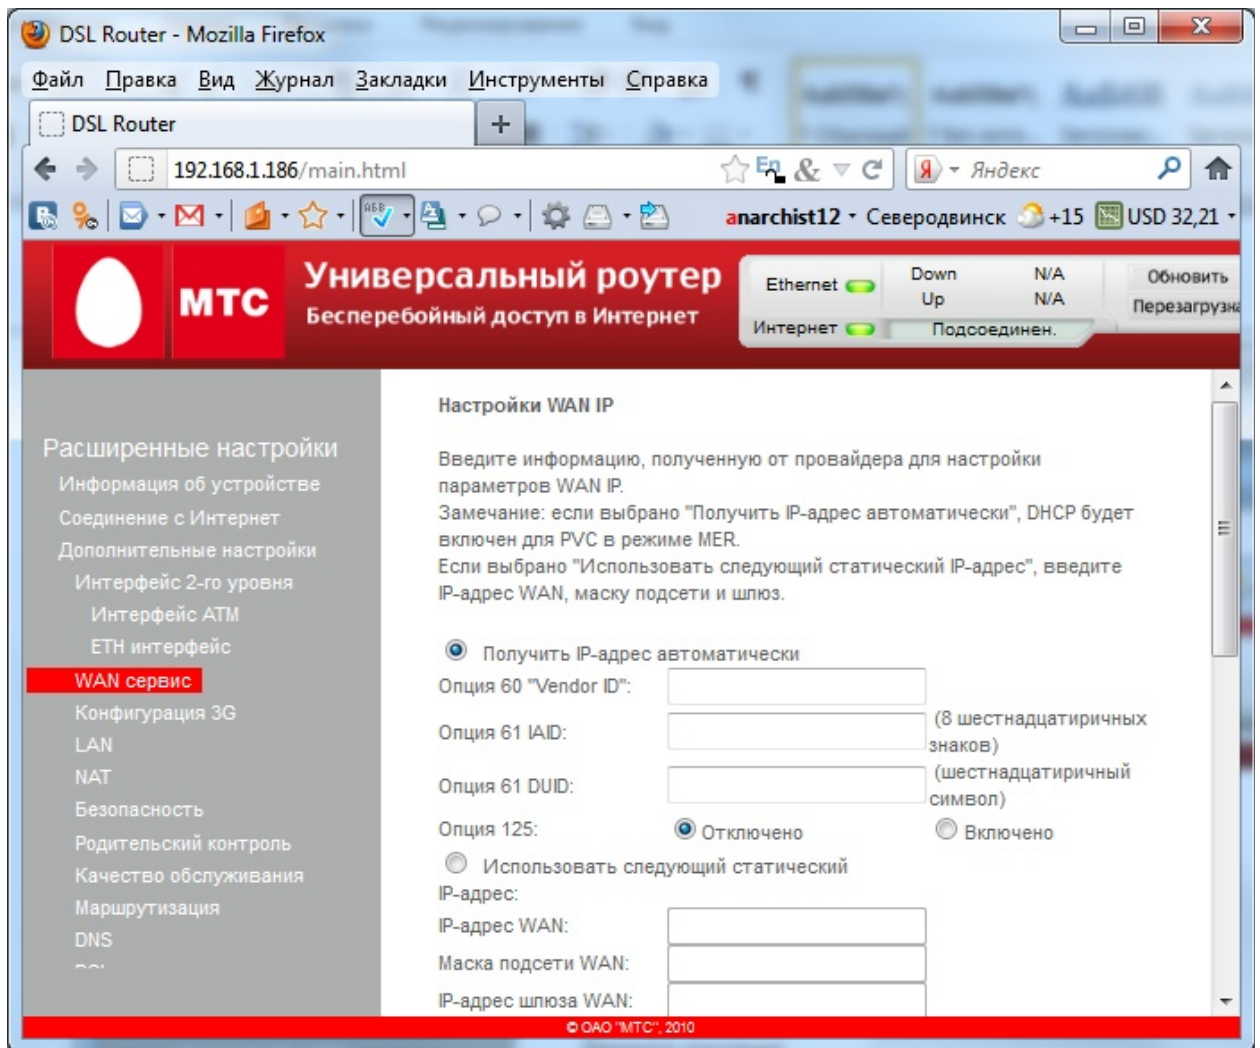 DSL Router - Mozilla Firefox
Файл Правка Вид Журнал Закладки Инструменты Справка
DSL Router
192.168.1.186/main.html
Яндекс
anarchist12 Северодвинск +15 USD 32,21
МТС
Универсальный роутер
Бесперебойный доступ в Интернет
Ethernet Down N/A
Up N/A
Интернет Подсоединен.
Обновить
Перезагрузка
Расширенные настройки
Информация об устройстве
Соединение с Интернет
Дополнительные настройки
Интерфейс 2-го уровня
Интерфейс ATM
ETH интерфейс
WAN сервис
Конфигурация 3G
LAN
NAT
Безопасность
Родительский контроль
Качество обслуживания
Маршрутизация
DNS
Настройки WAN IP
Введите информацию, полученную от провайдера для настройки
параметров WAN IP.
Замечание: если выбрано "Получить IP-адрес автоматически", DHCP будет
включен для PVC в режиме MER.
Если выбрано "Использовать следующий статический IP-адрес", введите
IP-адрес WAN, маску подсети и шлюз.
Получить IP-адрес автоматически
Опция 60 "Vendor ID":
Опция 61 IAID: (8 шестнадцатиричных
знаков)
Опция 61 DUID: (шестнадцатиричный
символ)
Опция 125: Отключено Включено
Использовать следующий статический
IP-адрес:
IP-адрес WAN:
Маска подсети WAN:
IP-адрес шлюза WAN:
© ОАО "МТС", 2010